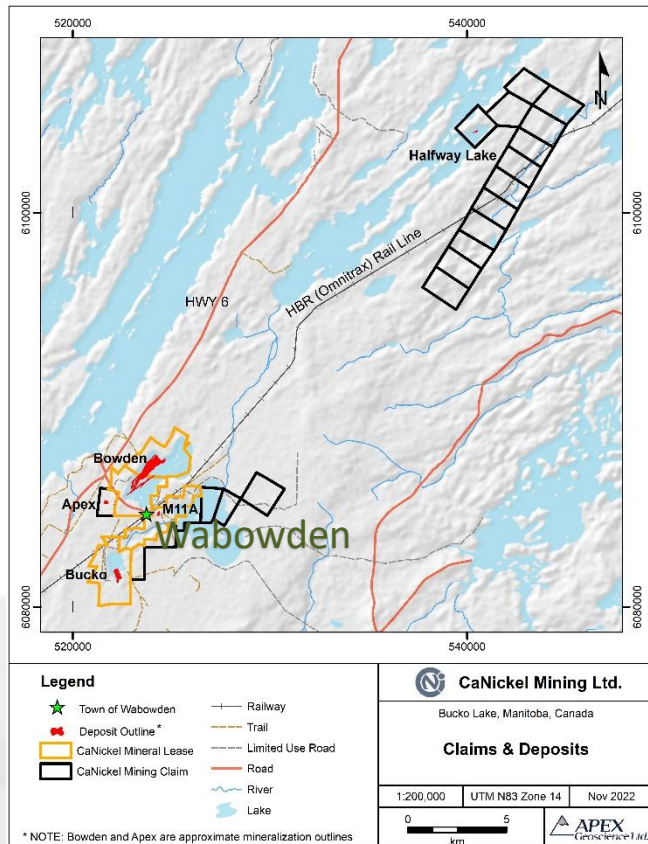 520000
540000
N
Halfway Lake
6100000
6100000
HBR (Omnitrax) Rail Line
HWY 6
Bowden
Apex
M11A
Wabowden
Bucko
6080000
6080000
520000
540000
Legend
Town of Wabowden
Deposit Outline *
CaNickel Mineral Lease
CaNickel Mining Claim
Railway
Trail
Limited Use Road
Road
River
Lake
* NOTE: Bowden and Apex are approximate mineralization outlines
Ni CaNickel Mining Ltd.
Bucko Lake, Manitoba, Canada
Claims & Deposits
1:200,000 UTM N83 Zone 14 Nov 2022
0 5
km
APEX
Geoscience Ltd.